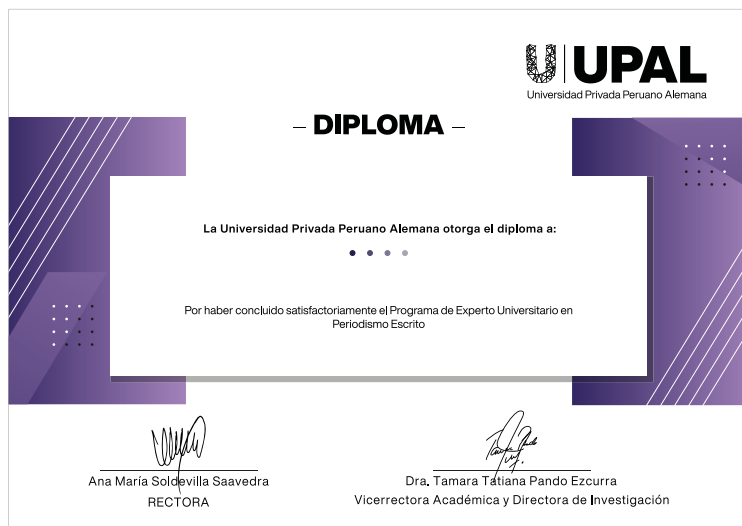 UPAL
Universidad Privada Peruano Alemana
– DIPLOMA –
La Universidad Privada Peruano Alemana otorga el diploma a:
Por haber concluido satisfactoriamente el Programa de Experto Universitario en
Periodismo Escrito
Ana María Soldevilla Saavedra
RECTORA
Dra. Tamara Tatiana Pando Ezcurra
Vicerrectora Académica y Directora de Investigación